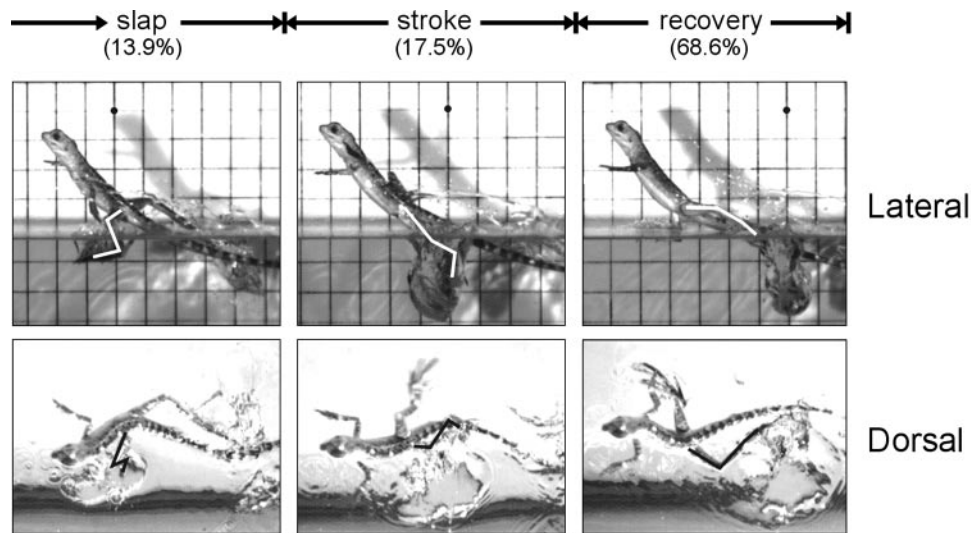 slap
(13.9%)
stroke
(17.5%)
recovery
(68.6%)
Lateral
Dorsal